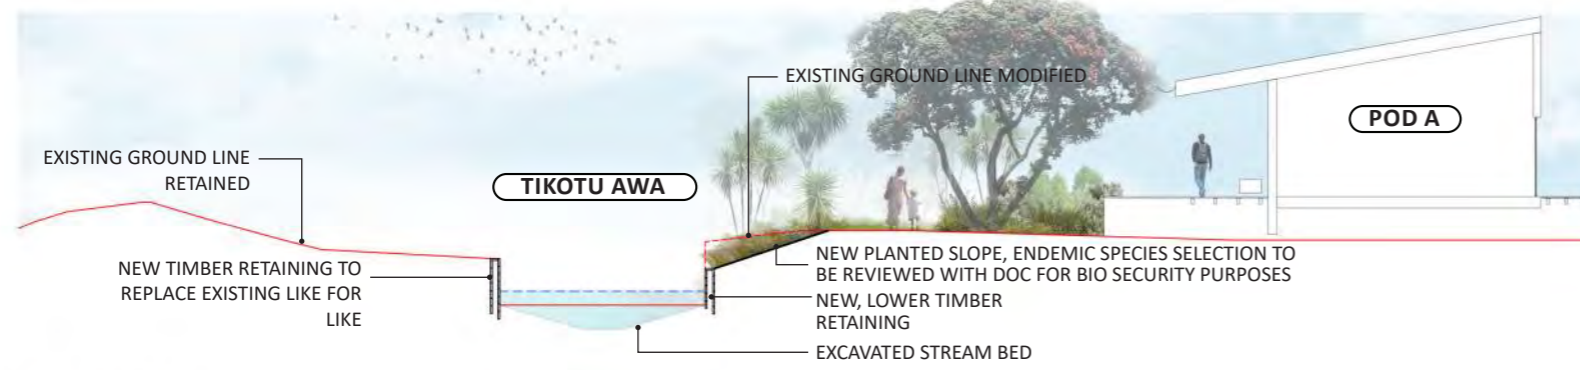 EXISTING GROUND LINE MODIFIED
POD A
EXISTING GROUND LINE
RETAINED
TIKOTU AWA
NEW TIMBER RETAINING TO
REPLACE EXISTING LIKE FOR
LIKE
NEW PLANTED SLOPE, ENDEMIC SPECIES SELECTION TO
BE REVIEWED WITH DOC FOR BIO SECURITY PURPOSES
NEW, LOWER TIMBER
RETAINING
EXCAVATED STREAM BED